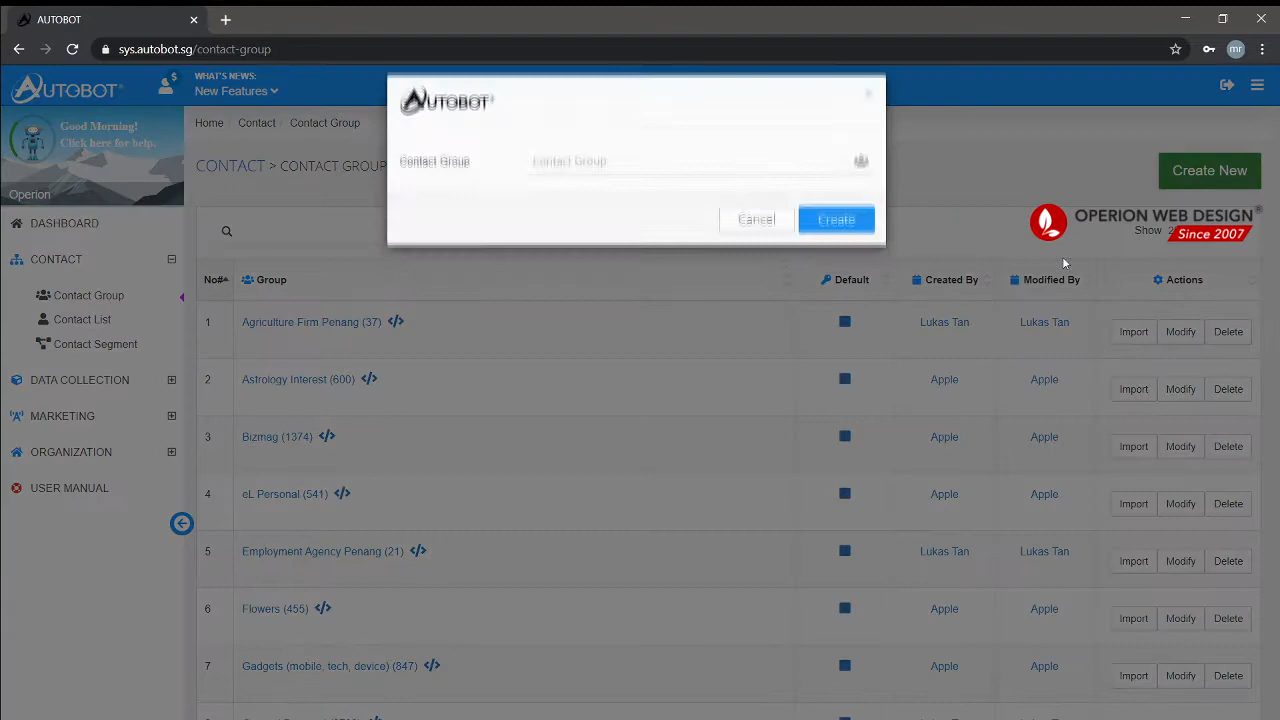 AUTOBOT
sys.autobot.sg/contact-group
mr
AUTOBOT
$
WHAT'S NEWS:
New Features
Good Morning!
Click here for help.
Operion
DASHBOARD
CONTACT
Contact Group
Contact List
Contact Segment
DATA COLLECTION
MARKETING
ORGANIZATION
USER MANUAL
Home Contact Contact Group
CONTACT > CONTACT GROUP
Create New
AUTOBOT
Contact Group Contact Group
Cancel Create
OPERION WEB DESIGN®
Since 2007
Show
No# Group Default Created By Modified By Actions
1 Agriculture Firm Penang (37) </> Lukas Tan Lukas Tan Import Modify Delete
2 Astrology Interest (600) </> Apple Apple Import Modify Delete
3 Bizmag (1374) </> Apple Apple Import Modify Delete
4 eL Personal (541) </> Apple Apple Import Modify Delete
5 Employment Agency Penang (21) </> Lukas Tan Lukas Tan Import Modify Delete
6 Flowers (455) </> Apple Apple Import Modify Delete
7 Gadgets (mobile, tech, device) (847) </> Apple Apple Import Modify Delete